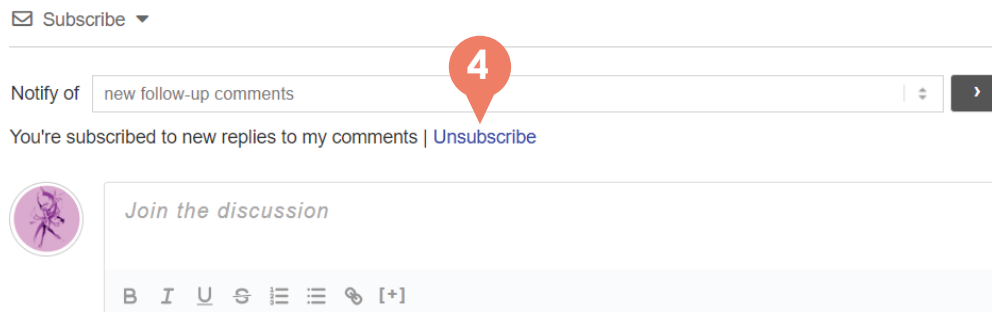 Subscribe
4
Notify of new follow-up comments
You're subscribed to new replies to my comments | Unsubscribe
Join the discussion
B I U S [+]